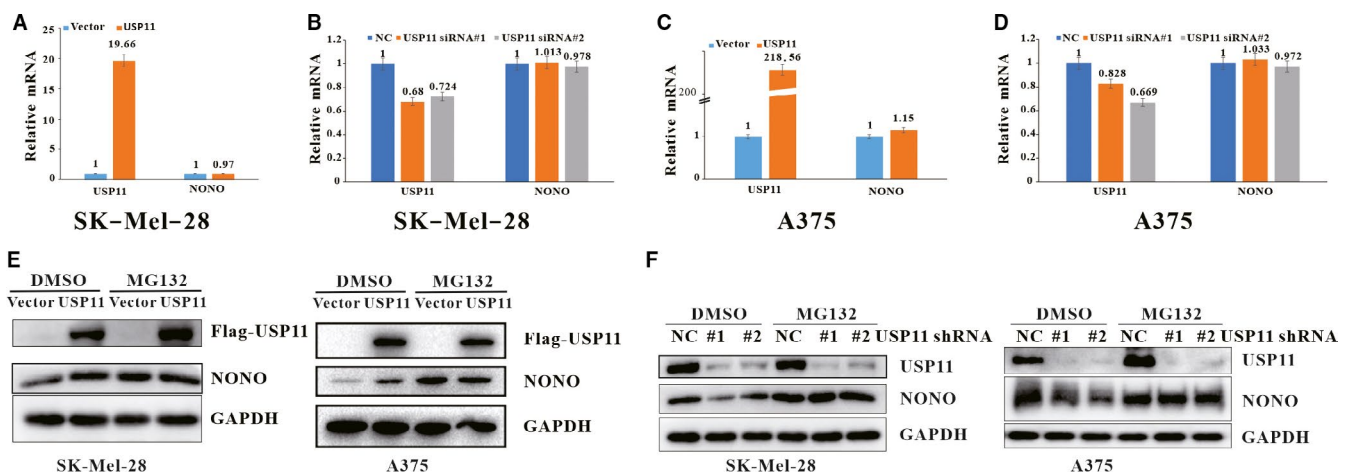 A
Vector USP11
Relative mRNA
25
20
15
10
5
0
1
19.66
1
0.97
USP11
NONO
SK-Mel-28
B
NC USP11 siRNA#1 USP11 siRNA#2
Relative mRNA
1.2
1
0.8
0.6
0.4
0.2
0
1
0.68
0.724
1
1.013
0.978
USP11
NONO
SK-Mel-28
C
Vector USP11
Relative mRNA
200
1
0
1
218.56
1
1.15
USP11
NONO
A375
D
NC USP11 siRNA#1 USP11 siRNA#2
Relative mRNA
1.2
1
0.8
0.6
0.4
0.2
0
1
0.828
0.669
1
1.033
0.972
USP11
NONO
A375
E
DMSO MG132
Vector USP11 Vector USP11
Flag-USP11
NONO
GAPDH
SK-Mel-28
DMSO MG132
Vector USP11 Vector USP11
Flag-USP11
NONO
GAPDH
A375
F
DMSO MG132
NC #1 #2 NC #1 #2 USP11 shRNA
USP11
NONO
GAPDH
SK-Mel-28
DMSO MG132
NC #1 #2 NC #1 #2 USP11 shRNA
USP11
NONO
GAPDH
A375